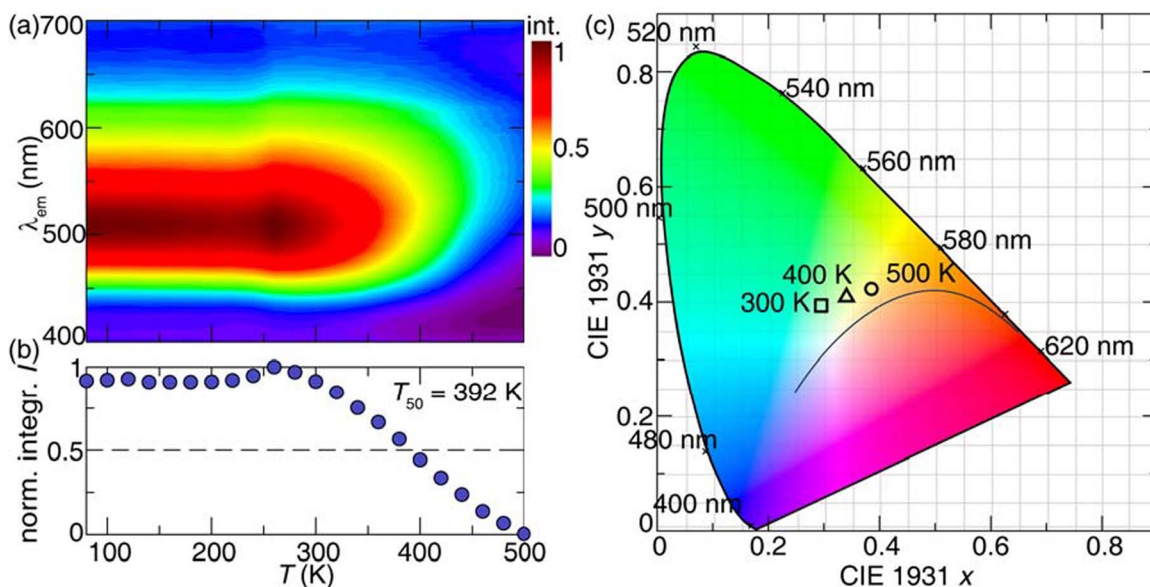 (a)
700
600
500
400
λem (nm)
int.
1
0.5
0
(b)
1
0.5
0
norm. integr. I
T50 = 392 K
100 200 300 400 500
T (K)
(c)
520 nm
540 nm
560 nm
500 nm
580 nm
400 K
500 K
300 K
620 nm
480 nm
400 nm
0.8
0.6
0.4
0.2
0
CIE 1931 y
0 0.2 0.4 0.6 0.8
CIE 1931 x